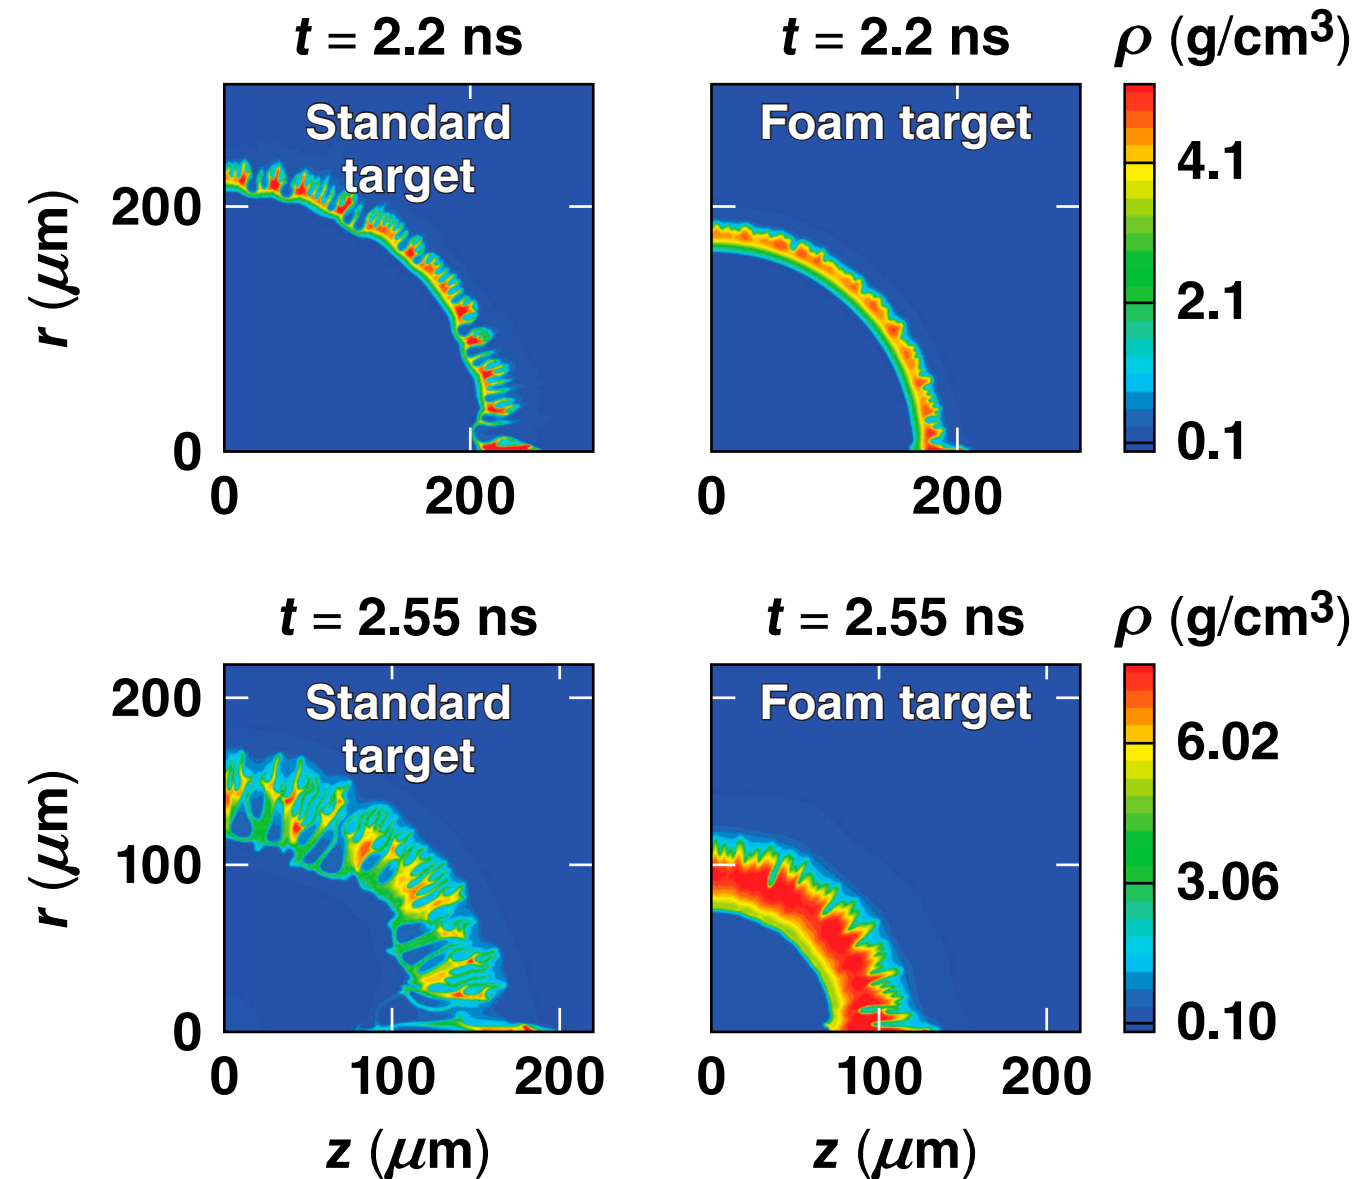 t = 2.2 ns
t = 2.2 ns
ρ (g/cm³)
Standard
target
Foam target
4.1
2.1
0.1
r (μm)
200
0
0
200
0
200
t = 2.55 ns
t = 2.55 ns
ρ (g/cm³)
Standard
target
Foam target
6.02
3.06
0.10
r (μm)
200
100
0
0
100
200
0
100
200
z (μm)
z (μm)